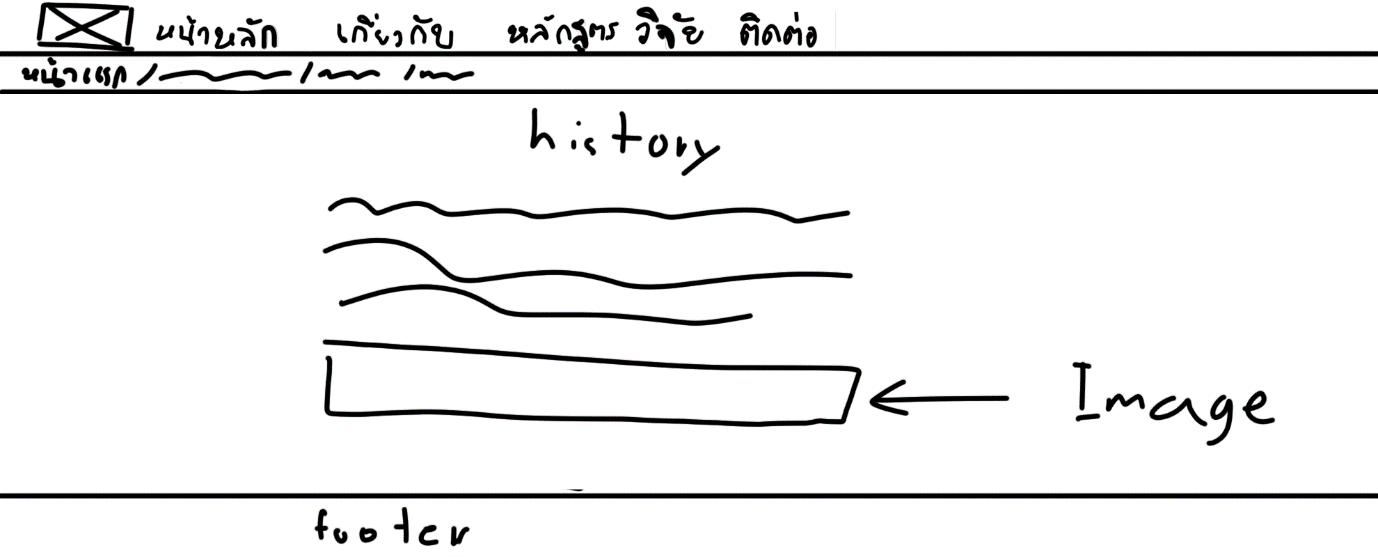 หน้าหลัก เกี่ยวกับ หลักสูตร วิจัย ติดต่อ
หน้าแรก / / /
history
Image
footer